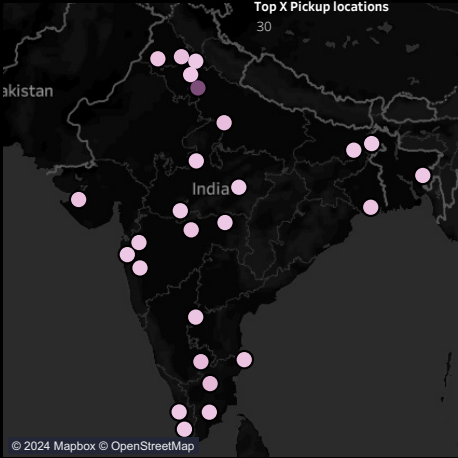 Top X Pickup locations
30
akistan
India
© 2024 Mapbox © OpenStreetMap